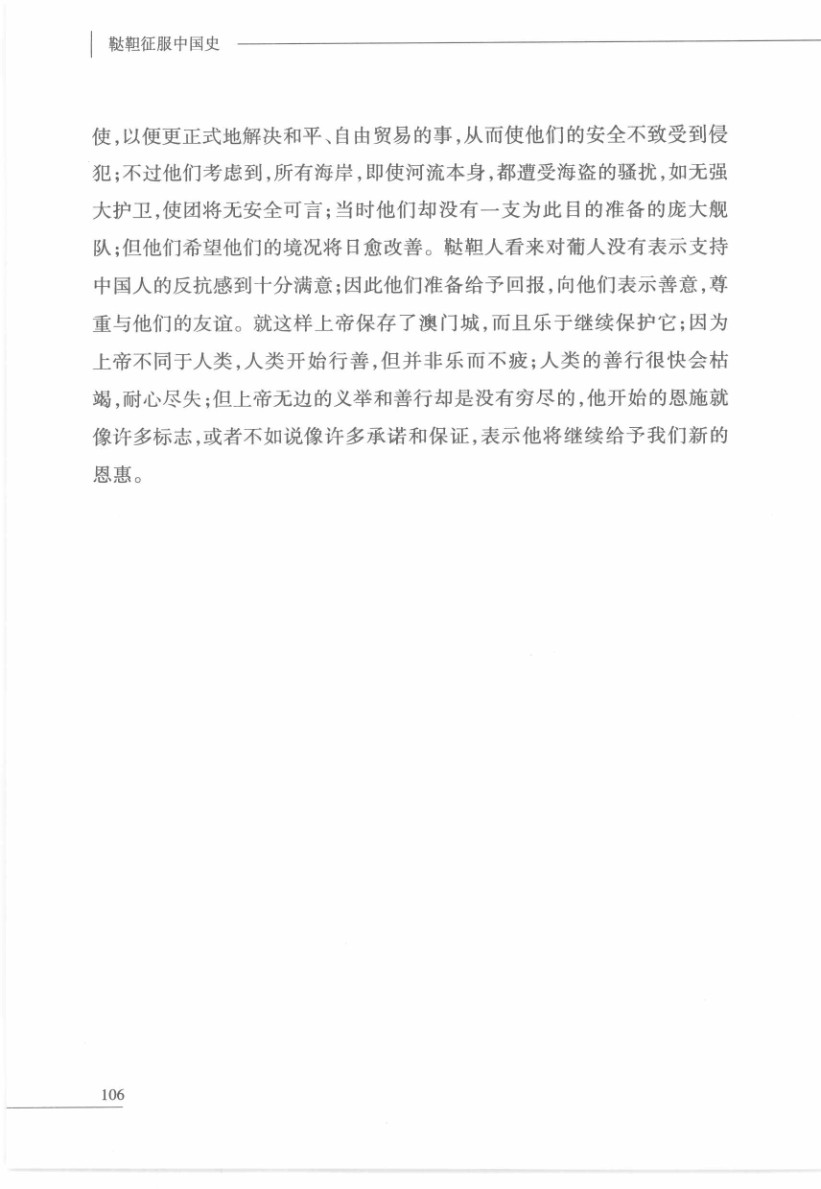 鞑靼征服中国史
使,以便更正式地解决和平、自由贸易的事,从而使他们的安全不致受到侵
犯;不过他们考虑到,所有海岸,即使河流本身,都遭受海盗的骚扰,如无强
大护卫,使团将无安全可言;当时他们却没有一支为此目的准备的庞大舰
队;但他们希望他们的境况将日愈改善。鞑靼人看来对葡人没有表示支持
中国人的反抗感到十分满意;因此他们准备给予回报,向他们表示善意,尊
重与他们的友谊。就这样上帝保存了澳门城,而且乐于继续保护它;因为
上帝不同于人类,人类开始行善,但并非乐而不疲;人类的善行很快会枯
竭,耐心尽失;但上帝无边的义举和善行却是没有穷尽的,他开始的恩施就
像许多标志,或者不如说像许多承诺和保证,表示他将继续给予我们新的
恩惠。
106